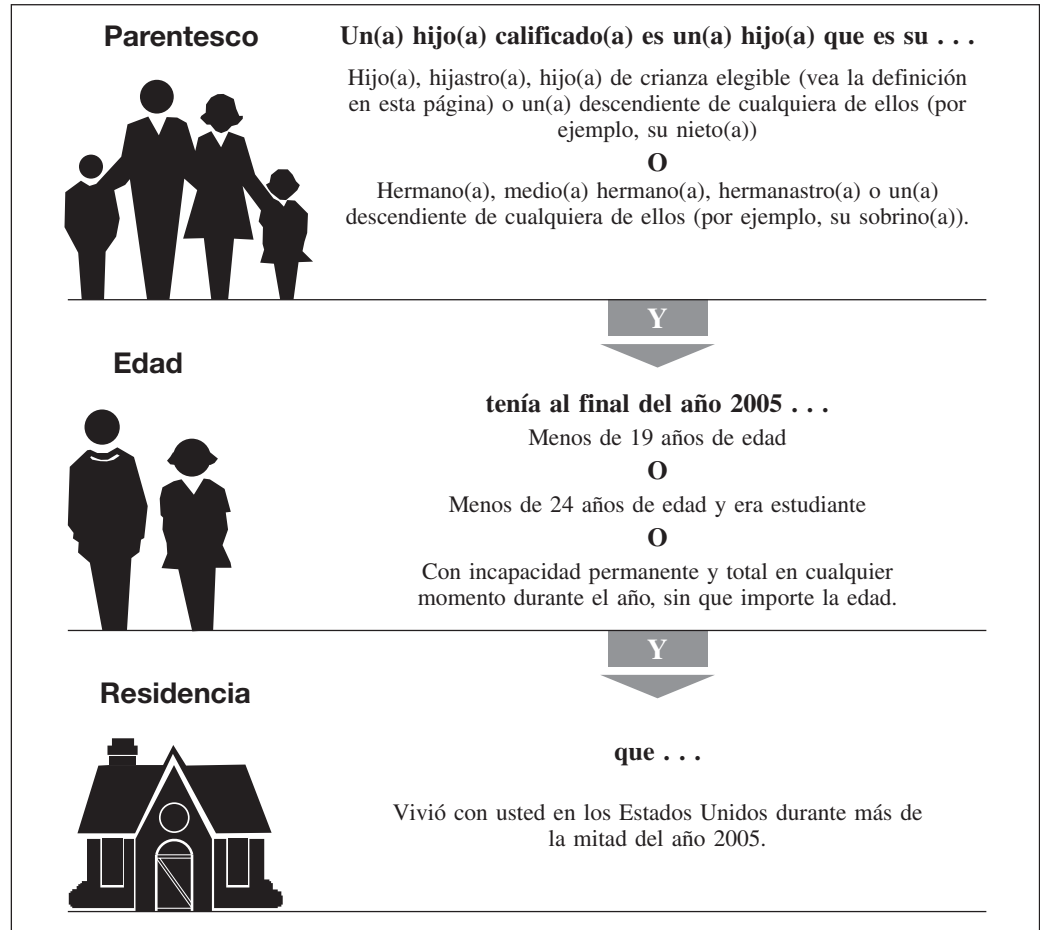 Parentesco
Un(a) hijo(a) calificado(a) es un(a) hijo(a) que es su . . .
Hijo(a), hijastro(a), hijo(a) de crianza elegible (vea la definición
en esta página) o un(a) descendiente de cualquiera de ellos (por
ejemplo, su nieto(a))
O
Hermano(a), medio(a) hermano(a), hermanastro(a) o un(a)
descendiente de cualquiera de ellos (por ejemplo, su sobrino(a)).
Y
Edad
tenía al final del año 2005 . . .
Menos de 19 años de edad
O
Menos de 24 años de edad y era estudiante
O
Con incapacidad permanente y total en cualquier
momento durante el año, sin que importe la edad.
Y
Residencia
que . . .
Vivió con usted en los Estados Unidos durante más de
la mitad del año 2005.